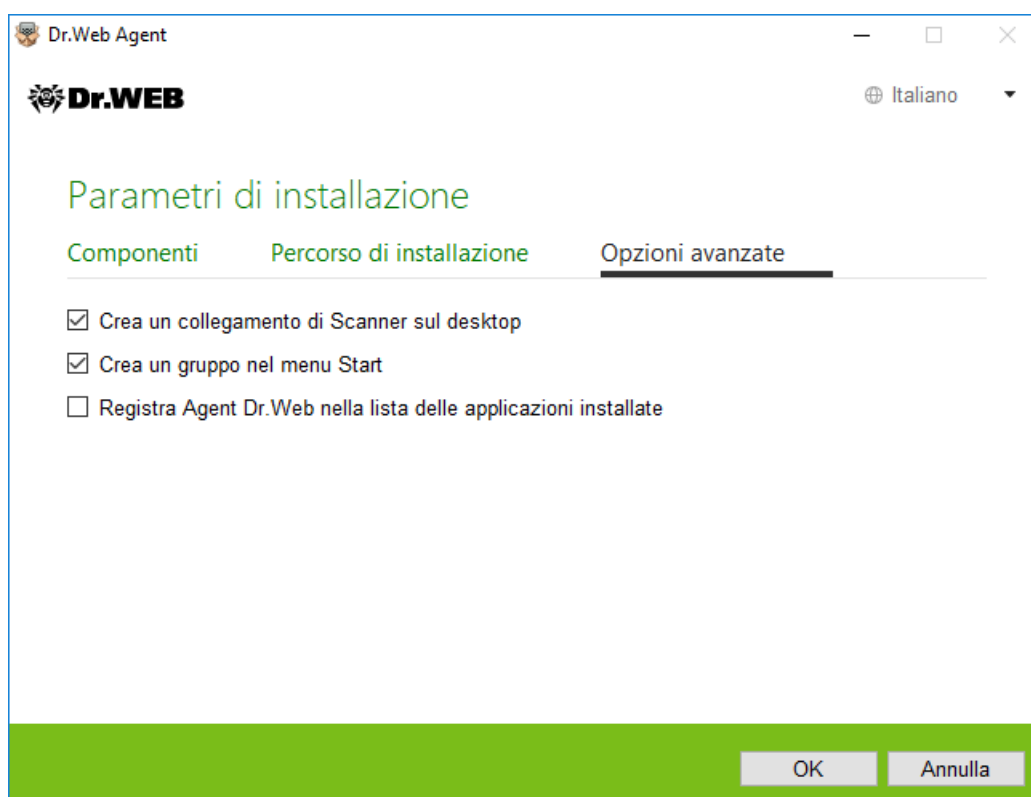 Dr.Web Agent
Dr.WEB
Italiano
Parametri di installazione
Componenti Percorso di installazione Opzioni avanzate
Crea un collegamento di Scanner sul desktop
Crea un gruppo nel menu Start
Registra Agent Dr.Web nella lista delle applicazioni installate
OK Annulla